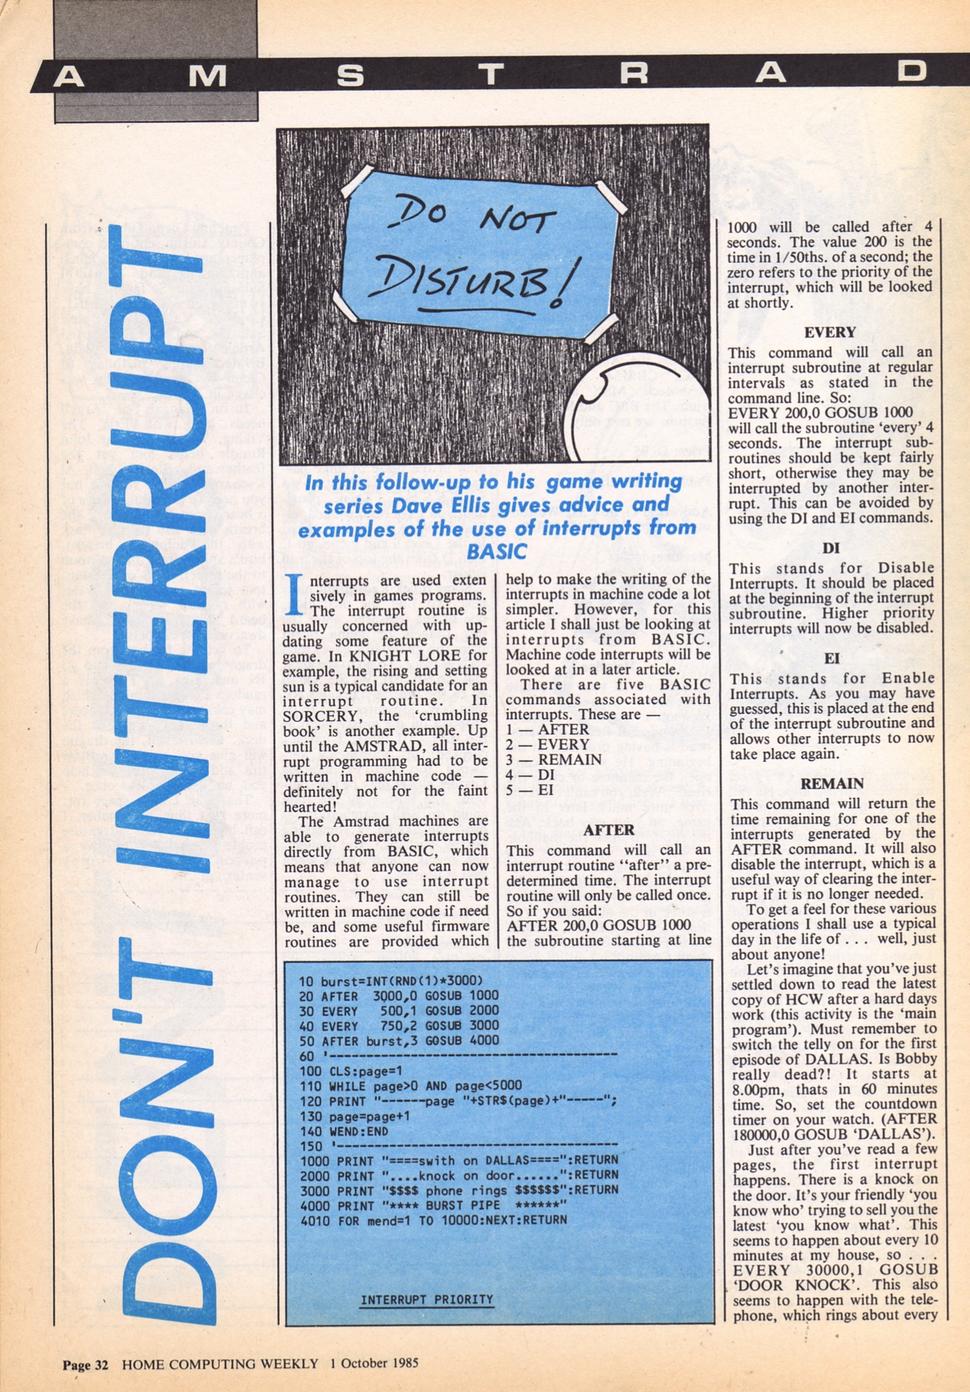 AMSTRAD
DON'T INTERRUPT
DO NOT
DISTURB!
In this follow-up to his game writing
series Dave Ellis gives advice and
examples of the use of interrupts from
BASIC
Interrupts are used exten
sively in games programs.
The interrupt routine is
usually concerned with up-
dating some feature of the
game. In KNIGHT LORE for
example, the rising and setting
sun is a typical candidate for an
interrupt routine. In
SORCERY, the 'crumbling
book' is another example. Up
until the AMSTRAD, all inter-
rupt programming had to be
written in machine code —
definitely not for the faint
hearted!
The Amstrad machines are
able to generate interrupts
directly from BASIC, which
means that anyone can now
manage to use interrupt
routines. They can still be
written in machine code if need
be, and some useful firmware
routines are provided which
help to make the writing of the
interrupts in machine code a lot
simpler. However, for this
article I shall just be looking at
interrupts from BASIC.
Machine code interrupts will be
looked at in a later article.
There are five BASIC
commands associated with
interrupts. These are —
1 — AFTER
2 — EVERY
3 — REMAIN
4 — DI
5 — EI
AFTER
This command will call an
interrupt routine "after" a pre-
determined time. The interrupt
routine will only be called once.
So if you said:
AFTER 200,0 GOSUB 1000
the subroutine starting at line
1000 will be called after 4
seconds. The value 200 is the
time in 1/50ths. of a second; the
zero refers to the priority of the
interrupt, which will be looked
at shortly.
EVERY
This command will call an
interrupt subroutine at regular
intervals as stated in the
command line. So:
EVERY 200,0 GOSUB 1000
will call the subroutine 'every' 4
seconds. The interrupt sub-
routines should be kept fairly
short, otherwise they may be
interrupted by another inter-
rupt. This can be avoided by
using the DI and EI commands.
DI
This stands for Disable
Interrupts. It should be placed
at the beginning of the interrupt
subroutine. Higher priority
interrupts will now be disabled.
EI
This stands for Enable
Interrupts. As you may have
guessed, this is placed at the end
of the interrupt subroutine and
allows other interrupts to now
take place again.
REMAIN
This command will return the
time remaining for one of the
interrupts generated by the
AFTER command. It will also
disable the interrupt, which is a
useful way of clearing the inter-
rupt if it is no longer needed.
To get a feel for these various
operations I shall use a typical
day in the life of . . . well, just
about anyone!
Let's imagine that you've just
settled down to read the latest
copy of HCW after a hard days
work (this activity is the 'main
program'). Must remember to
switch the telly on for the first
episode of DALLAS. Is Bobby
really dead?! It starts at
8.00pm, thats in 60 minutes
time. So, set the countdown
timer on your watch. (AFTER
180000,0 GOSUB 'DALLAS').
Just after you've read a few
pages, the first interrupt
happens. There is a knock on
the door. It's your friendly 'you
know who' trying to sell you the
latest 'you know what'. This
seems to happen about every 10
minutes at my house, so . . .
EVERY 30000,1 GOSUB
'DOOR KNOCK'. This also
seems to happen with the tele-
phone, which rings about every
10 burst=INT(RND(1)*3000)
20 AFTER  3000,0 GOSUB 1000
30 EVERY   500,1 GOSUB 2000
40 EVERY   750,2 GOSUB 3000
50 AFTER burst,3 GOSUB 4000
60 '----------------------------------------
100 CLS:page=1
110 WHILE page>0 AND page<5000
120 PRINT "------page "+STR$(page)+"-----";
130 page=page+1
140 WEND:END
150 '----------------------------------------
1000 PRINT "====swith on DALLAS====":RETURN
2000 PRINT "....knock on door......":RETURN
3000 PRINT "$$$$ phone rings $$$$$$":RETURN
4000 PRINT "**** BURST PIPE  ******"
4010 FOR mend=1 TO 10000:NEXT:RETURN
INTERRUPT PRIORITY
Page 32 HOME COMPUTING WEEKLY 1 October 1985